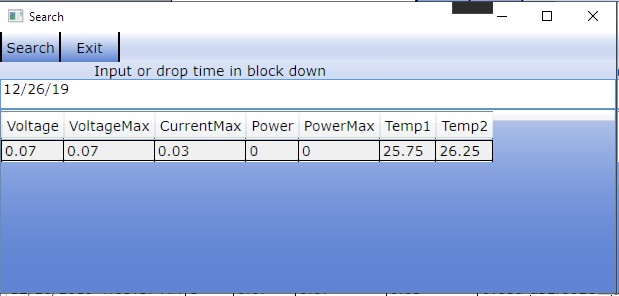 Search
Search Exit
Input or drop time in block down
12/26/19
Voltage VoltageMax CurrentMax Power PowerMax Temp1 Temp2
0.07 0.07 0.03 0 0 25.75 26.25